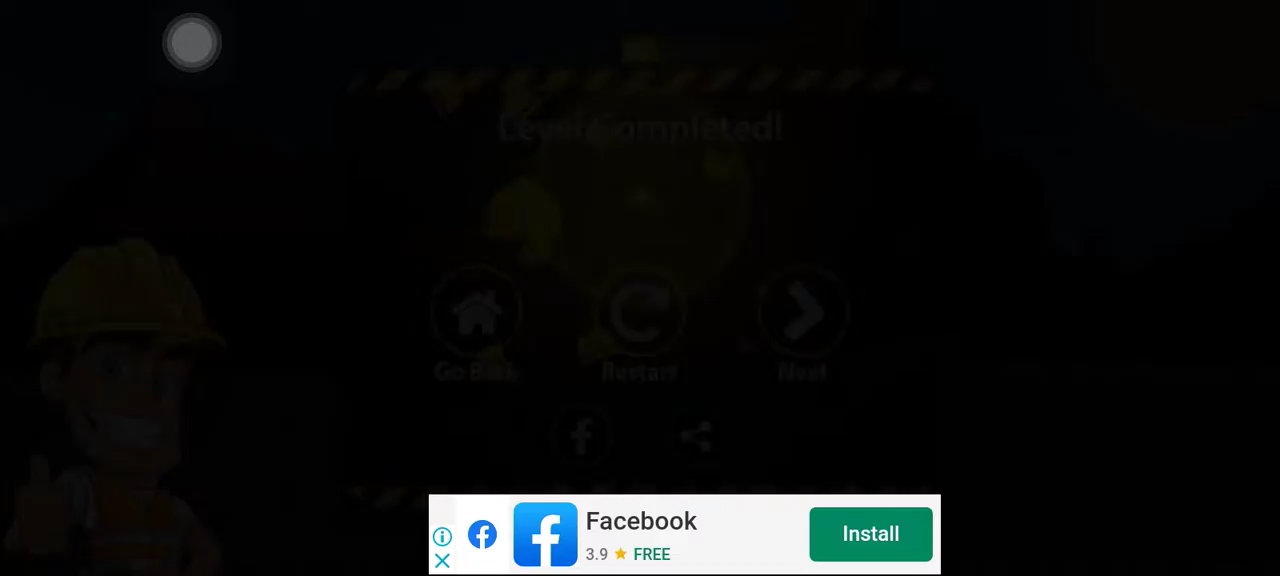 Level Completed!
Go Back
Restart
Next
Facebook
3.9 ★ FREE
Install